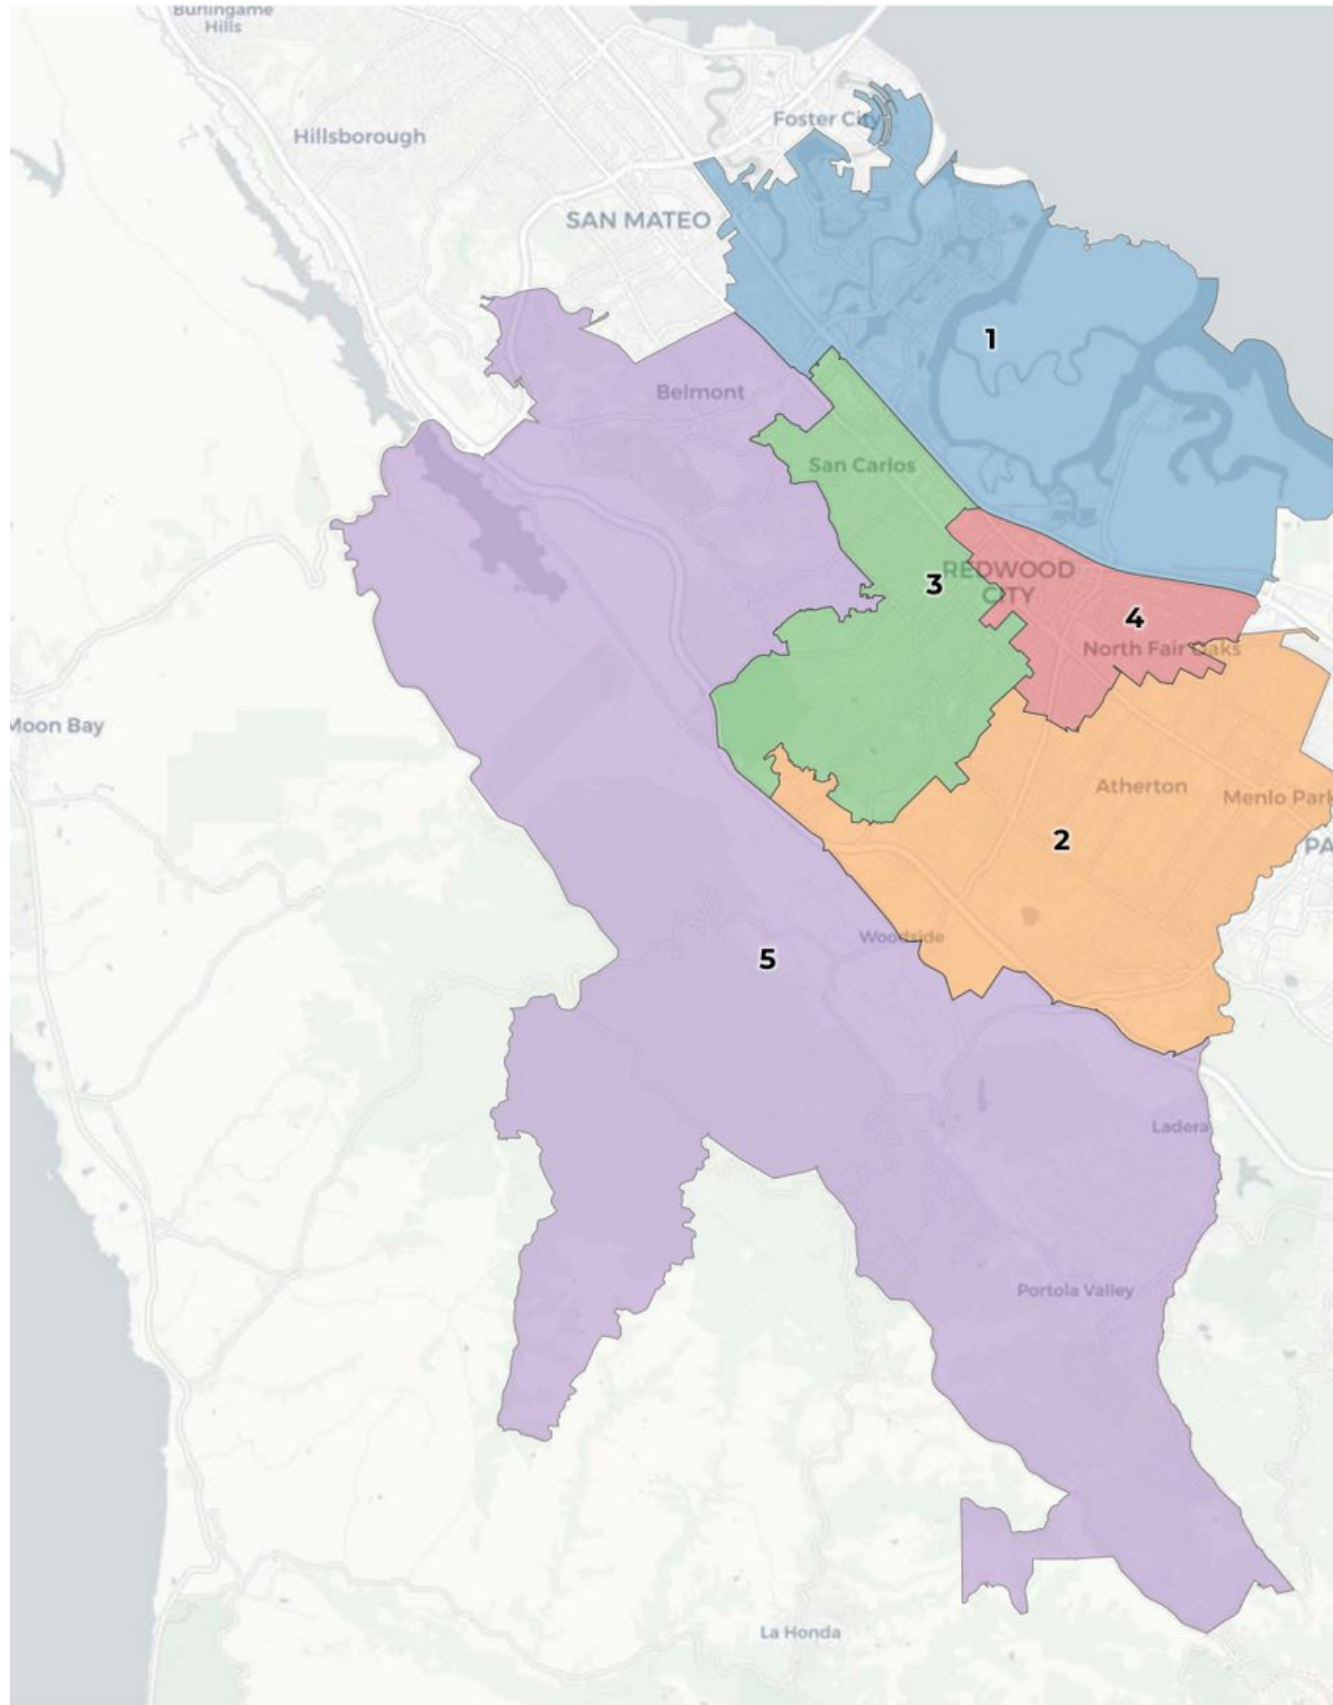 Burlingame
Hills
Hillsborough
Foster City
SAN MATEO
1
Belmont
San Carlos
3
REDWOOD
CITY
4
North Fair Oaks
Moon Bay
Atherton
Menlo Park
2
PA
Woodside
5
Ladera
Portola Valley
La Honda